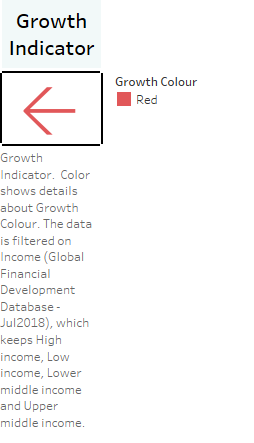 Growth
Indicator
Growth Colour
Red
Growth
Indicator.  Color
shows details
about Growth
Colour. The data
is filtered on
Income (Global
Financial
Development
Database -
Jul2018), which
keeps High
income, Low
income, Lower
middle income
and Upper
middle income.